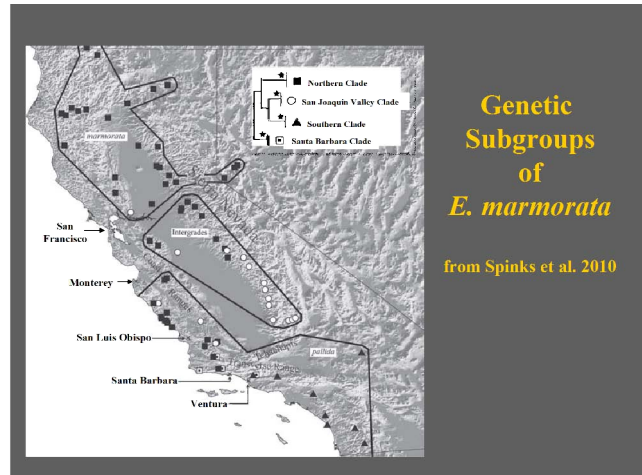 Northern Clade
San Joaquin Valley Clade
Southern Clade
Santa Barbara Clade
marmorata
San
Francisco
Intergrades
Monterey
San Luis Obispo
pallida
Santa Barbara
Ventura
Genetic
Subgroups
of
E. marmorata
from Spinks et al. 2010